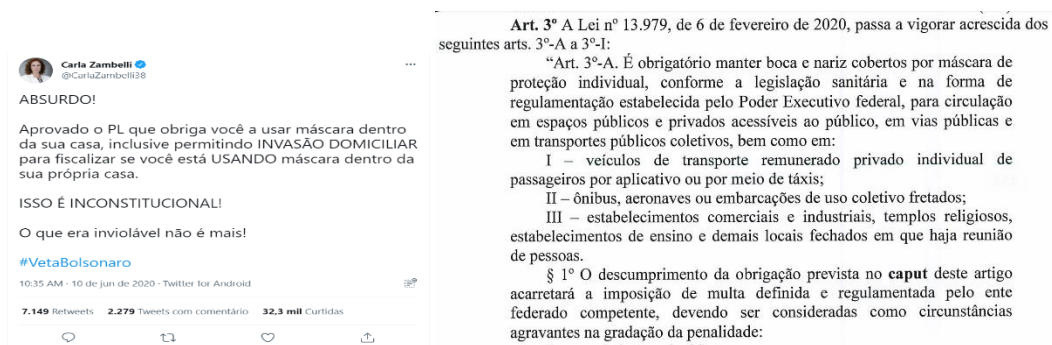 Carla Zambelli
@CarlaZambelli38
ABSURDO!
Aprovado o PL que obriga você a usar máscara dentro
da sua casa, inclusive permitindo INVASÃO DOMICILIAR
para fiscalizar se você está USANDO máscara dentro da
sua própria casa.
ISSO É INCONSTITUCIONAL!
O que era inviolável não é mais!
#VetaBolsonaro
10:35 AM · 10 de jun de 2020 · Twitter for Android
7.149 Retweets 2.279 Tweets com comentário 32,3 mil Curtidas
Art. 3º A Lei nº 13.979, de 6 de fevereiro de 2020, passa a vigorar acrescida dos
seguintes arts. 3º-A a 3º-I:
“Art. 3º-A. É obrigatório manter boca e nariz cobertos por máscara de
proteção individual, conforme a legislação sanitária e na forma de
regulamentação estabelecida pelo Poder Executivo federal, para circulação
em espaços públicos e privados acessíveis ao público, em vias públicas e
em transportes públicos coletivos, bem como em:
I – veículos de transporte remunerado privado individual de
passageiros por aplicativo ou por meio de táxis;
II – ônibus, aeronaves ou embarcações de uso coletivo fretados;
III – estabelecimentos comerciais e industriais, templos religiosos,
estabelecimentos de ensino e demais locais fechados em que haja reunião
de pessoas.
§ 1º O descumprimento da obrigação prevista no caput deste artigo
acarretará a imposição de multa definida e regulamentada pelo ente
federado competente, devendo ser consideradas como circunstâncias
agravantes na gradação da penalidade: